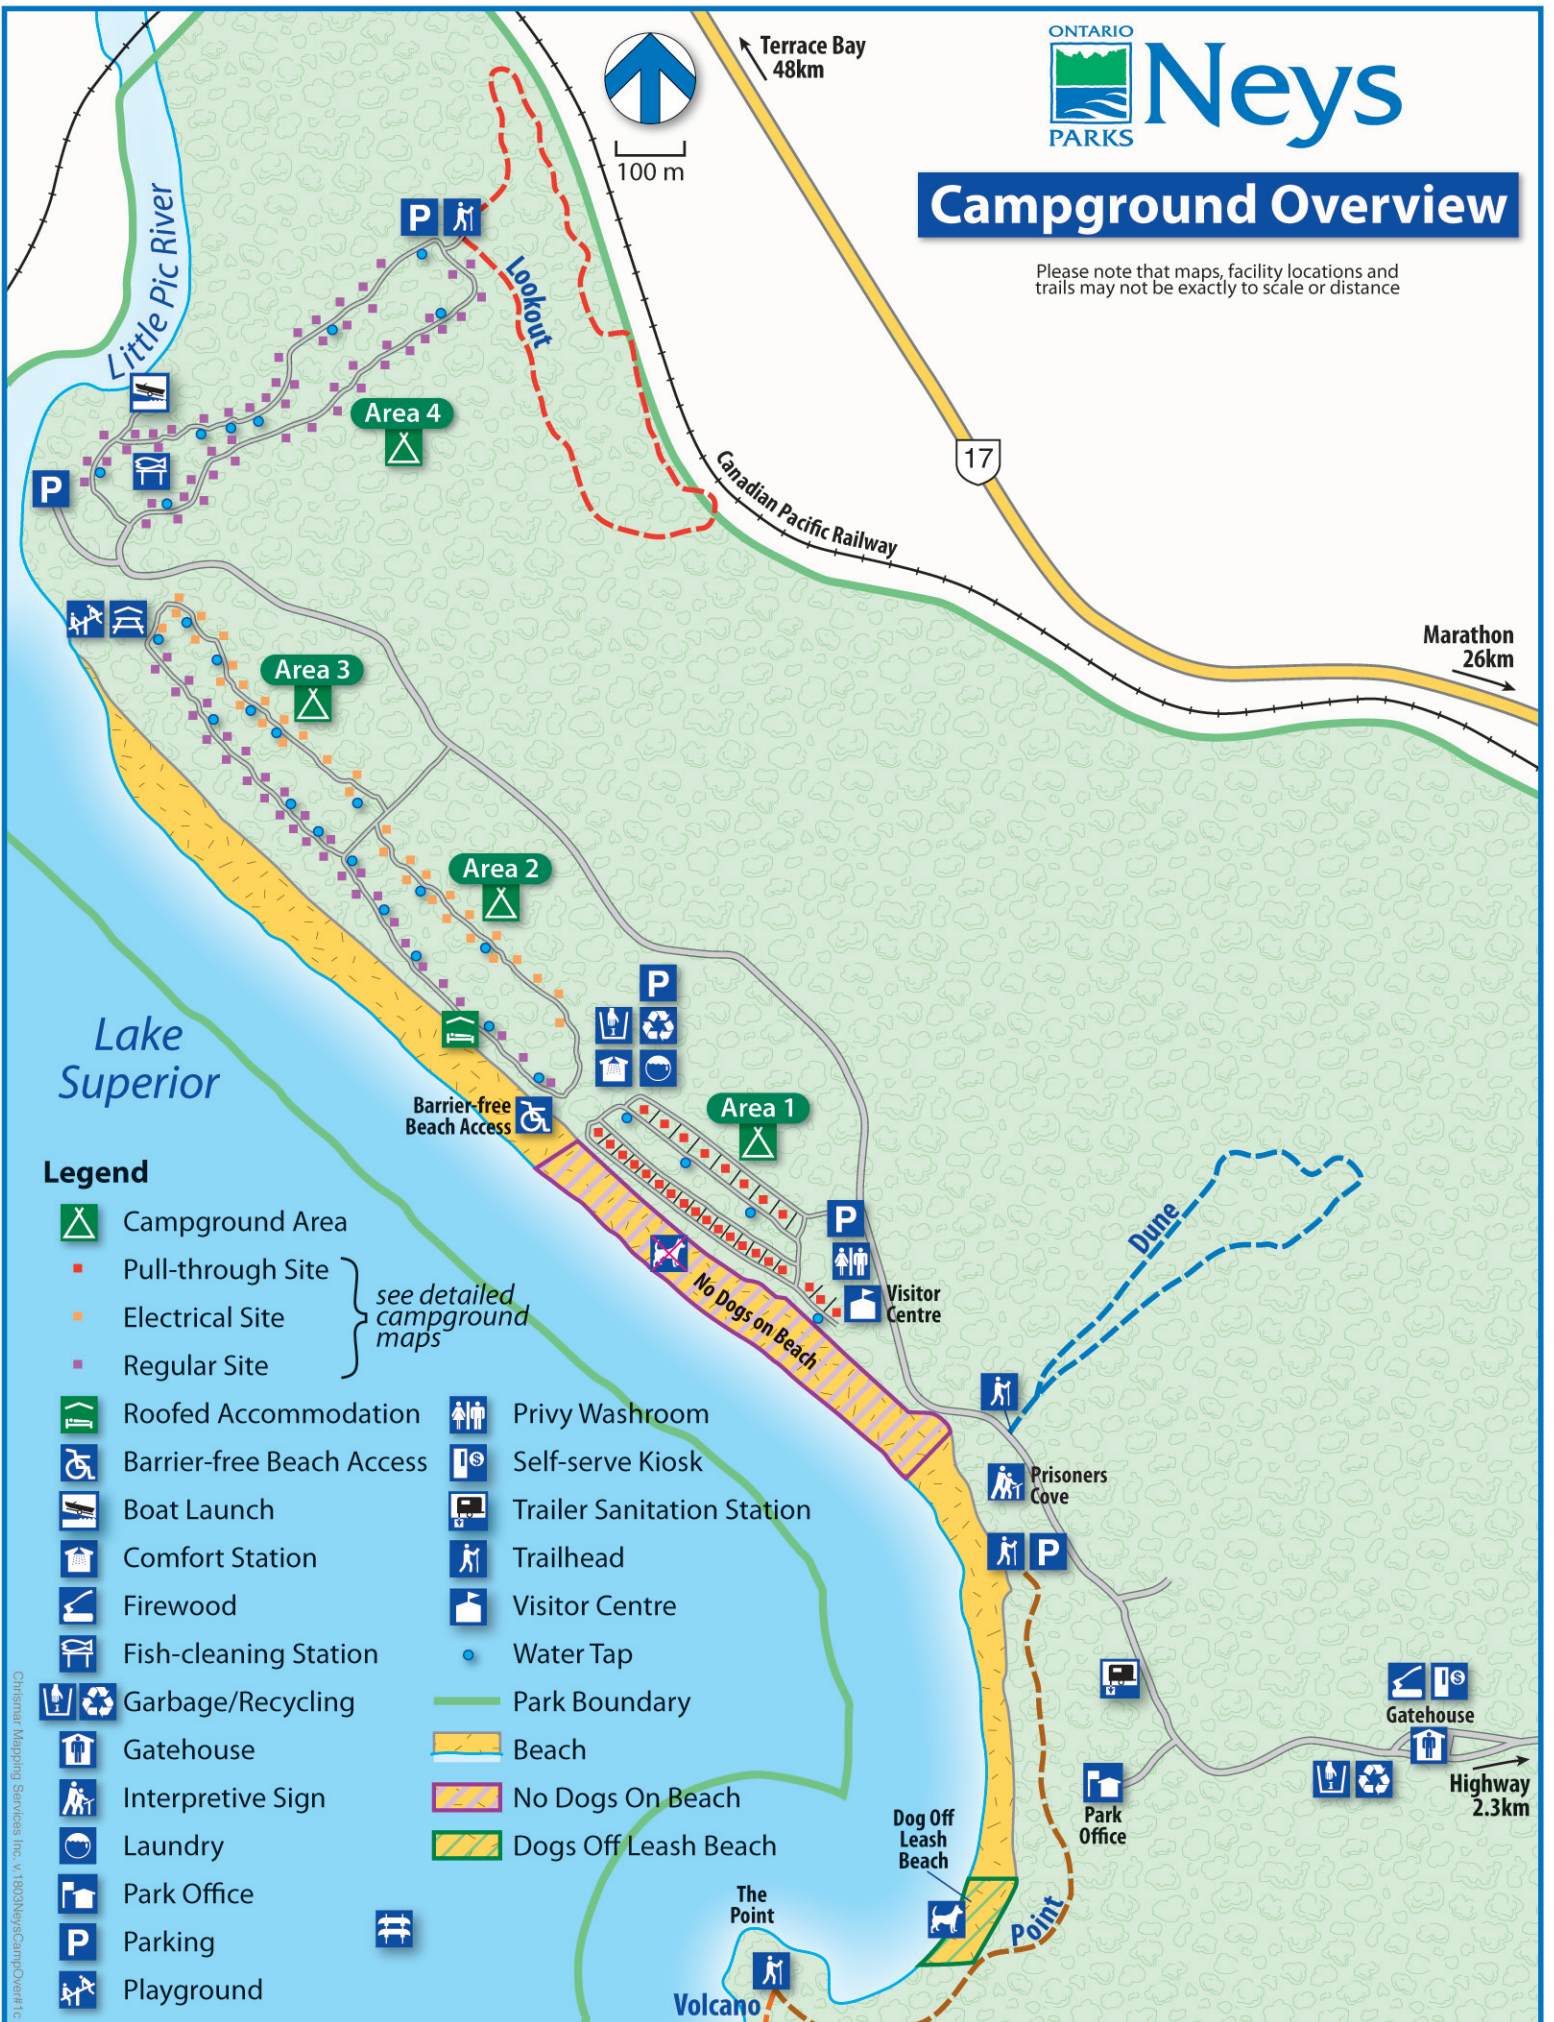 Terrace Bay
48km
ONTARIO
PARKS
Neys
Campground Overview
Please note that maps, facility locations and
trails may not be exactly to scale or distance
100 m
Little Pic River
P
Lookout
Area 4
P
17
Canadian Pacific Railway
Marathon
26km
Area 3
Area 2
P
Lake
Superior
Barrier-free
Beach Access
Area 1
P
Visitor
Centre
No Dogs on Beach
Dune
Prisoners
Cove
P
Gatehouse
Highway
2.3km
Park
Office
Dog Off
Leash
Beach
Point
The
Point
Volcano
Legend
Campground Area
Pull-through Site
Electrical Site
Regular Site
see detailed
campground
maps
Roofed Accommodation
Barrier-free Beach Access
Boat Launch
Comfort Station
Firewood
Fish-cleaning Station
Garbage/Recycling
Gatehouse
Interpretive Sign
Laundry
Park Office
P Parking
Playground
Privy Washroom
Self-serve Kiosk
Trailer Sanitation Station
Trailhead
Visitor Centre
Water Tap
Park Boundary
Beach
No Dogs On Beach
Dogs Off Leash Beach
Chrismar Mapping Services Inc. v.1803NeysCampOver#1c